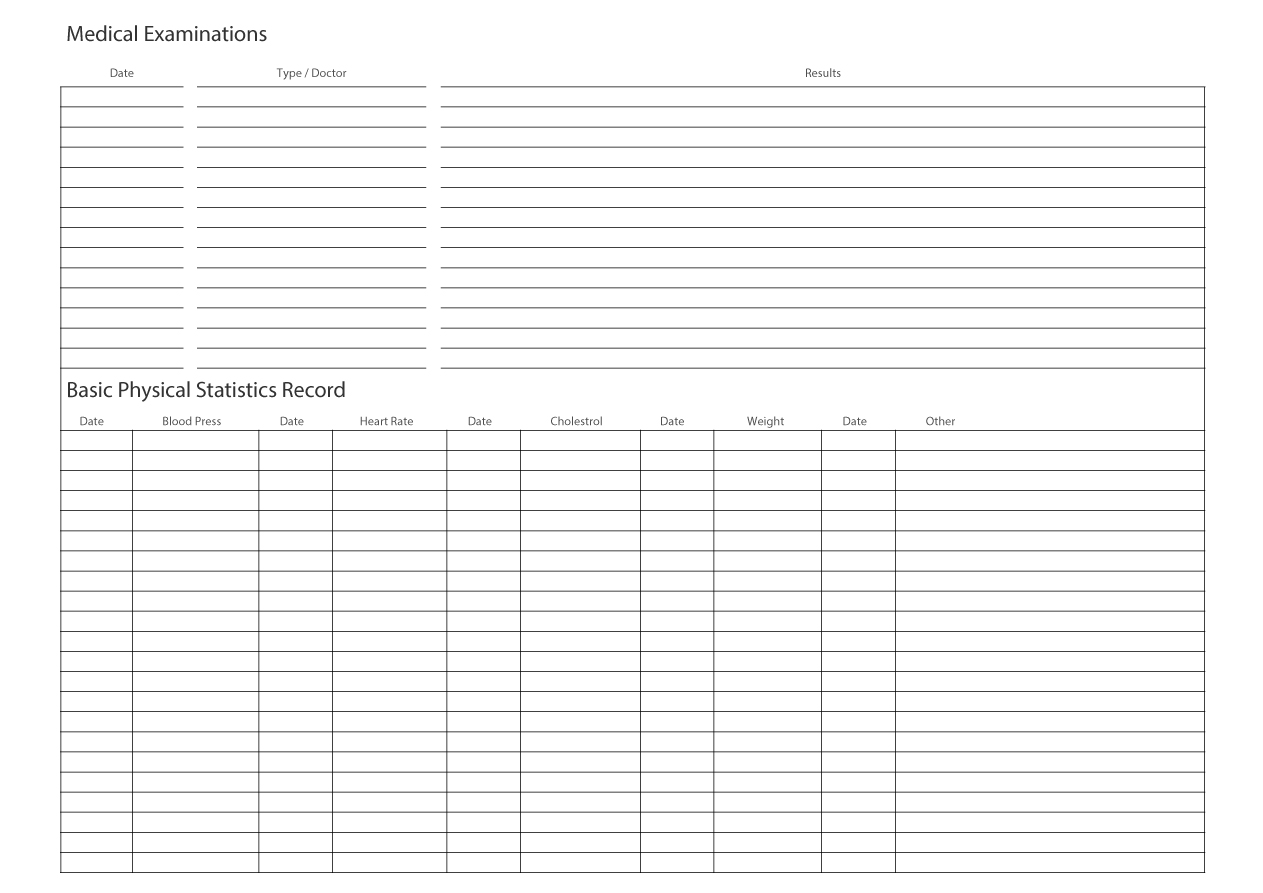 Medical Examinations
Date Type / Doctor Results
Basic Physical Statistics Record
Date Blood Press Date Heart Rate Date Cholestrol Date Weight Date Other